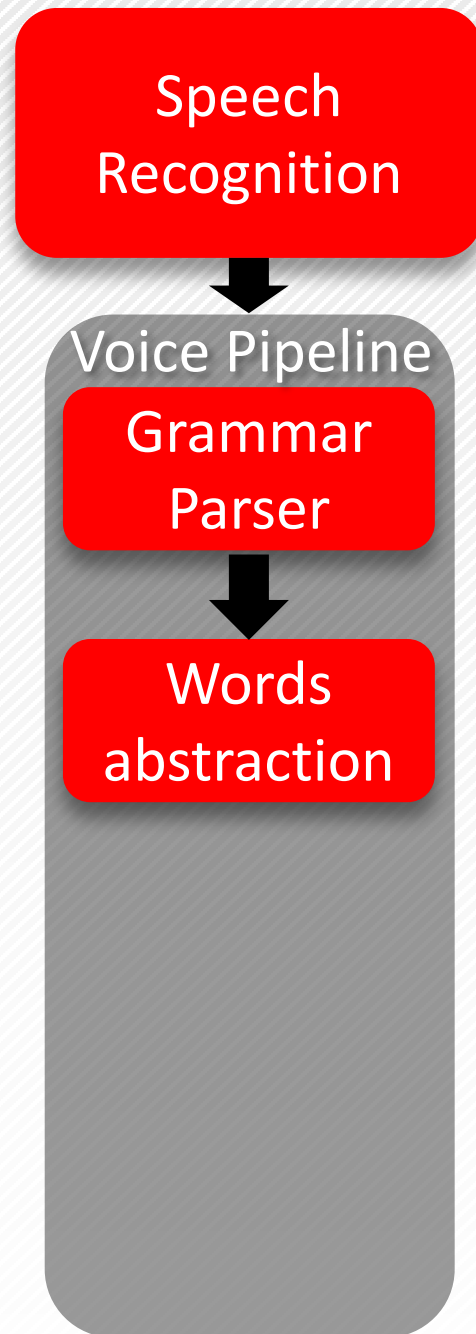 Speech
Recognition
Voice Pipeline
Grammar
Parser
Words
abstraction